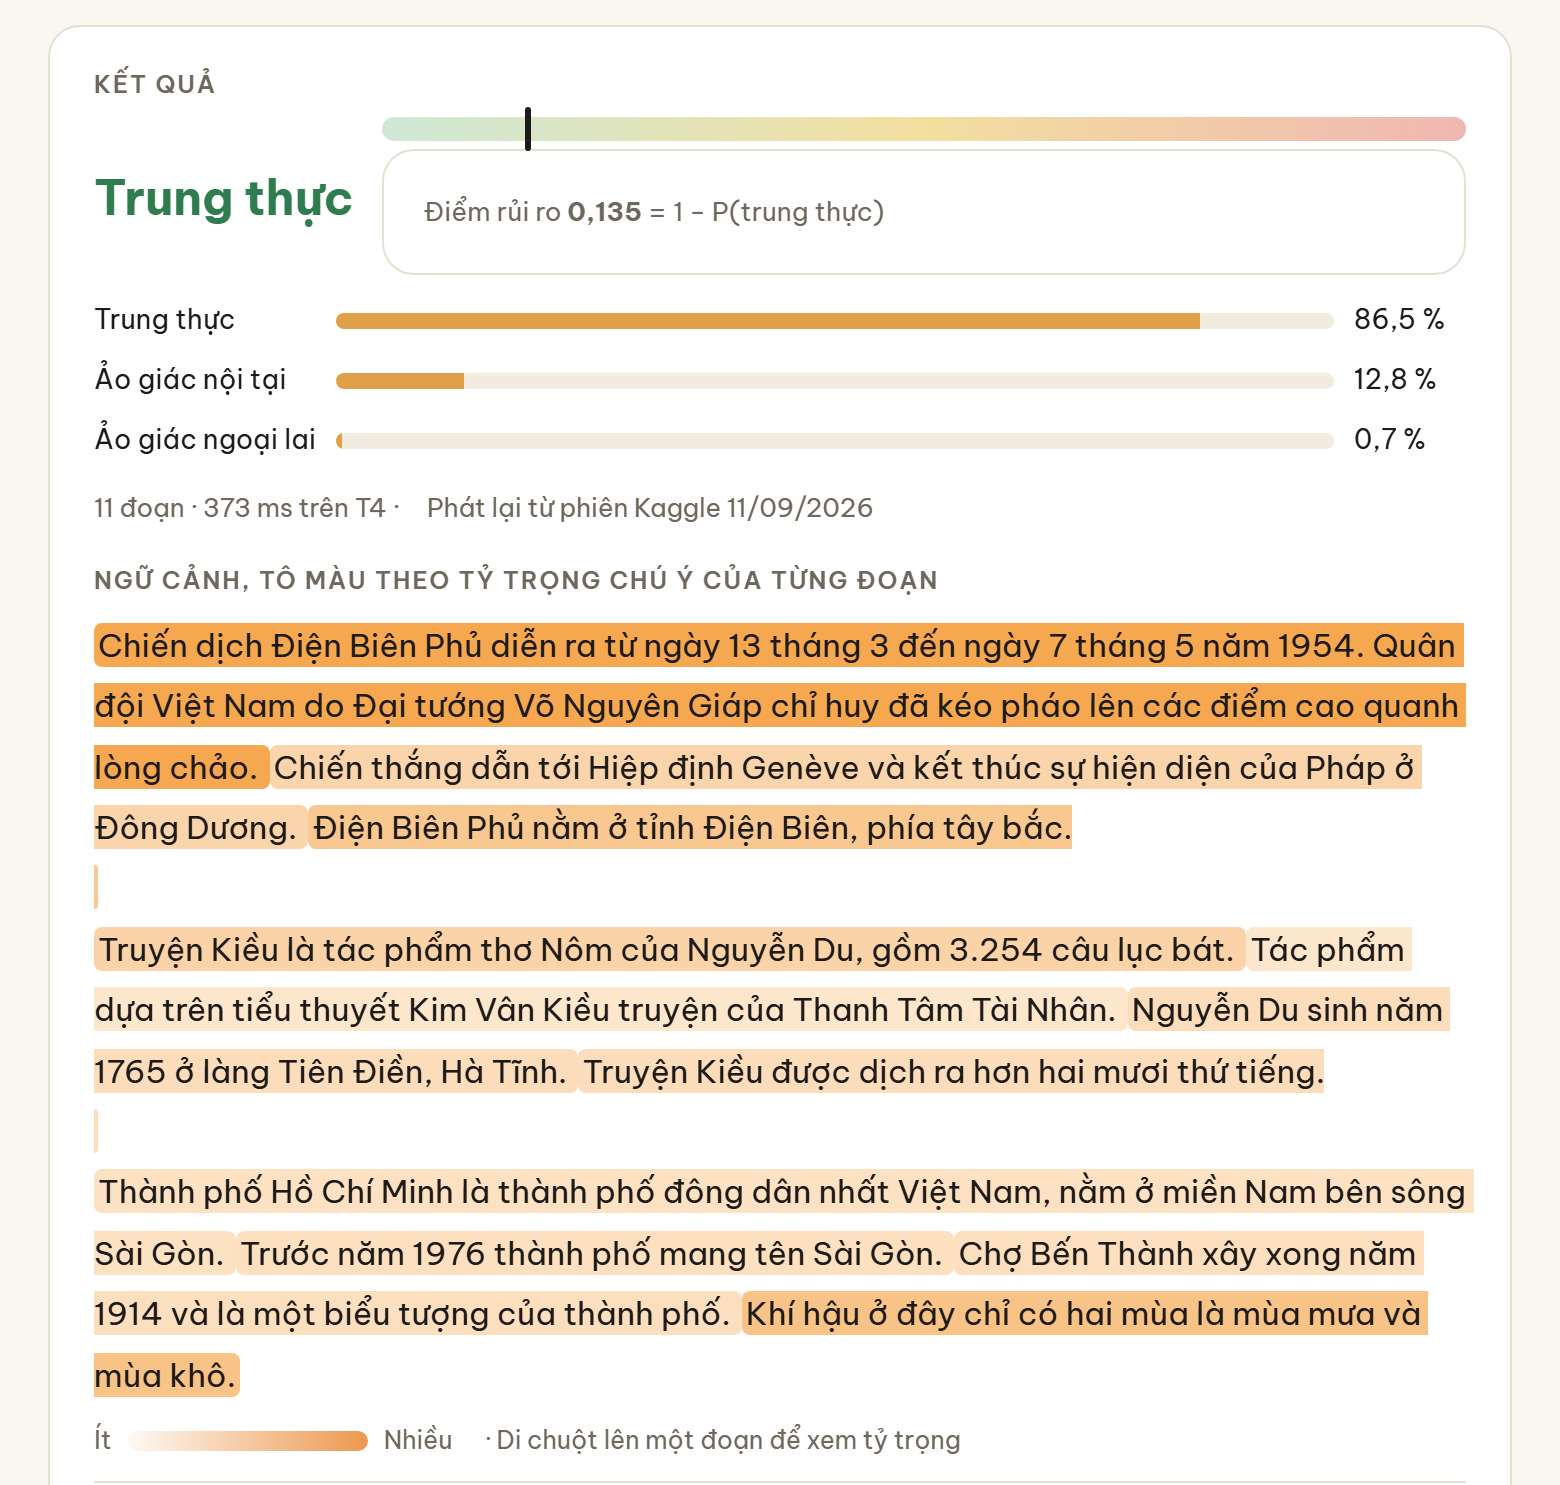 KẾT QUẢ
Trung thực
Điểm rủi ro 0,135 = 1 − P(trung thực)
Trung thực 86,5 %
Ảo giác nội tại 12,8 %
Ảo giác ngoại lai 0,7 %
11 đoạn · 373 ms trên T4 · Phát lại từ phiên Kaggle 11/09/2026
NGỮ CẢNH, TÔ MÀU THEO TỶ TRỌNG CHÚ Ý CỦA TỪNG ĐOẠN
Chiến dịch Điện Biên Phủ diễn ra từ ngày 13 tháng 3 đến ngày 7 tháng 5 năm 1954. Quân
đội Việt Nam do Đại tướng Võ Nguyên Giáp chỉ huy đã kéo pháo lên các điểm cao quanh
lòng chảo. Chiến thắng dẫn tới Hiệp định Genève và kết thúc sự hiện diện của Pháp ở
Đông Dương. Điện Biên Phủ nằm ở tỉnh Điện Biên, phía tây bắc.
Truyện Kiều là tác phẩm thơ Nôm của Nguyễn Du, gồm 3.254 câu lục bát. Tác phẩm
dựa trên tiểu thuyết Kim Vân Kiều truyện của Thanh Tâm Tài Nhân. Nguyễn Du sinh năm
1765 ở làng Tiên Điền, Hà Tĩnh. Truyện Kiều được dịch ra hơn hai mươi thứ tiếng.
Thành phố Hồ Chí Minh là thành phố đông dân nhất Việt Nam, nằm ở miền Nam bên sông
Sài Gòn. Trước năm 1976 thành phố mang tên Sài Gòn. Chợ Bến Thành xây xong năm
1914 và là một biểu tượng của thành phố. Khí hậu ở đây chỉ có hai mùa là mùa mưa và
mùa khô.
Ít Nhiều · Di chuột lên một đoạn để xem tỷ trọng